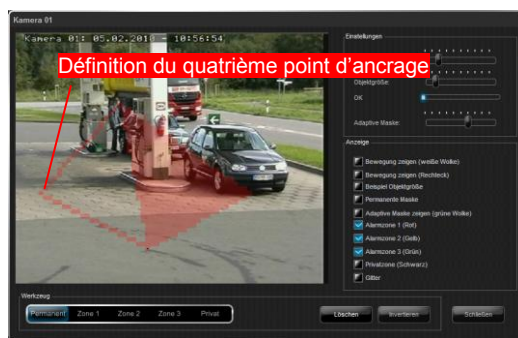 Kamera 01
Kamera 01: 05.02.2010 - 10:56:54
Définition du quatrième point d'ancrage
Einstellungen
Objektgröße:
OK
Adaptive Maske:
Anzeige
Bewegung zeigen (weiße Wolke)
Bewegung zeigen (Rechteck)
Beispiel Objektgröße
Permanente Maske
Adaptive Maske zeigen (grüne Wolke)
Alarmzone 1 (Rot)
Alarmzone 2 (Gelb)
Alarmzone 3 (Grün)
Privatzone (Schwarz)
Gitter
Werkzeug
Permanent Zone 1 Zone 2 Zone 3 Privat
Löschen Invertieren Schließen